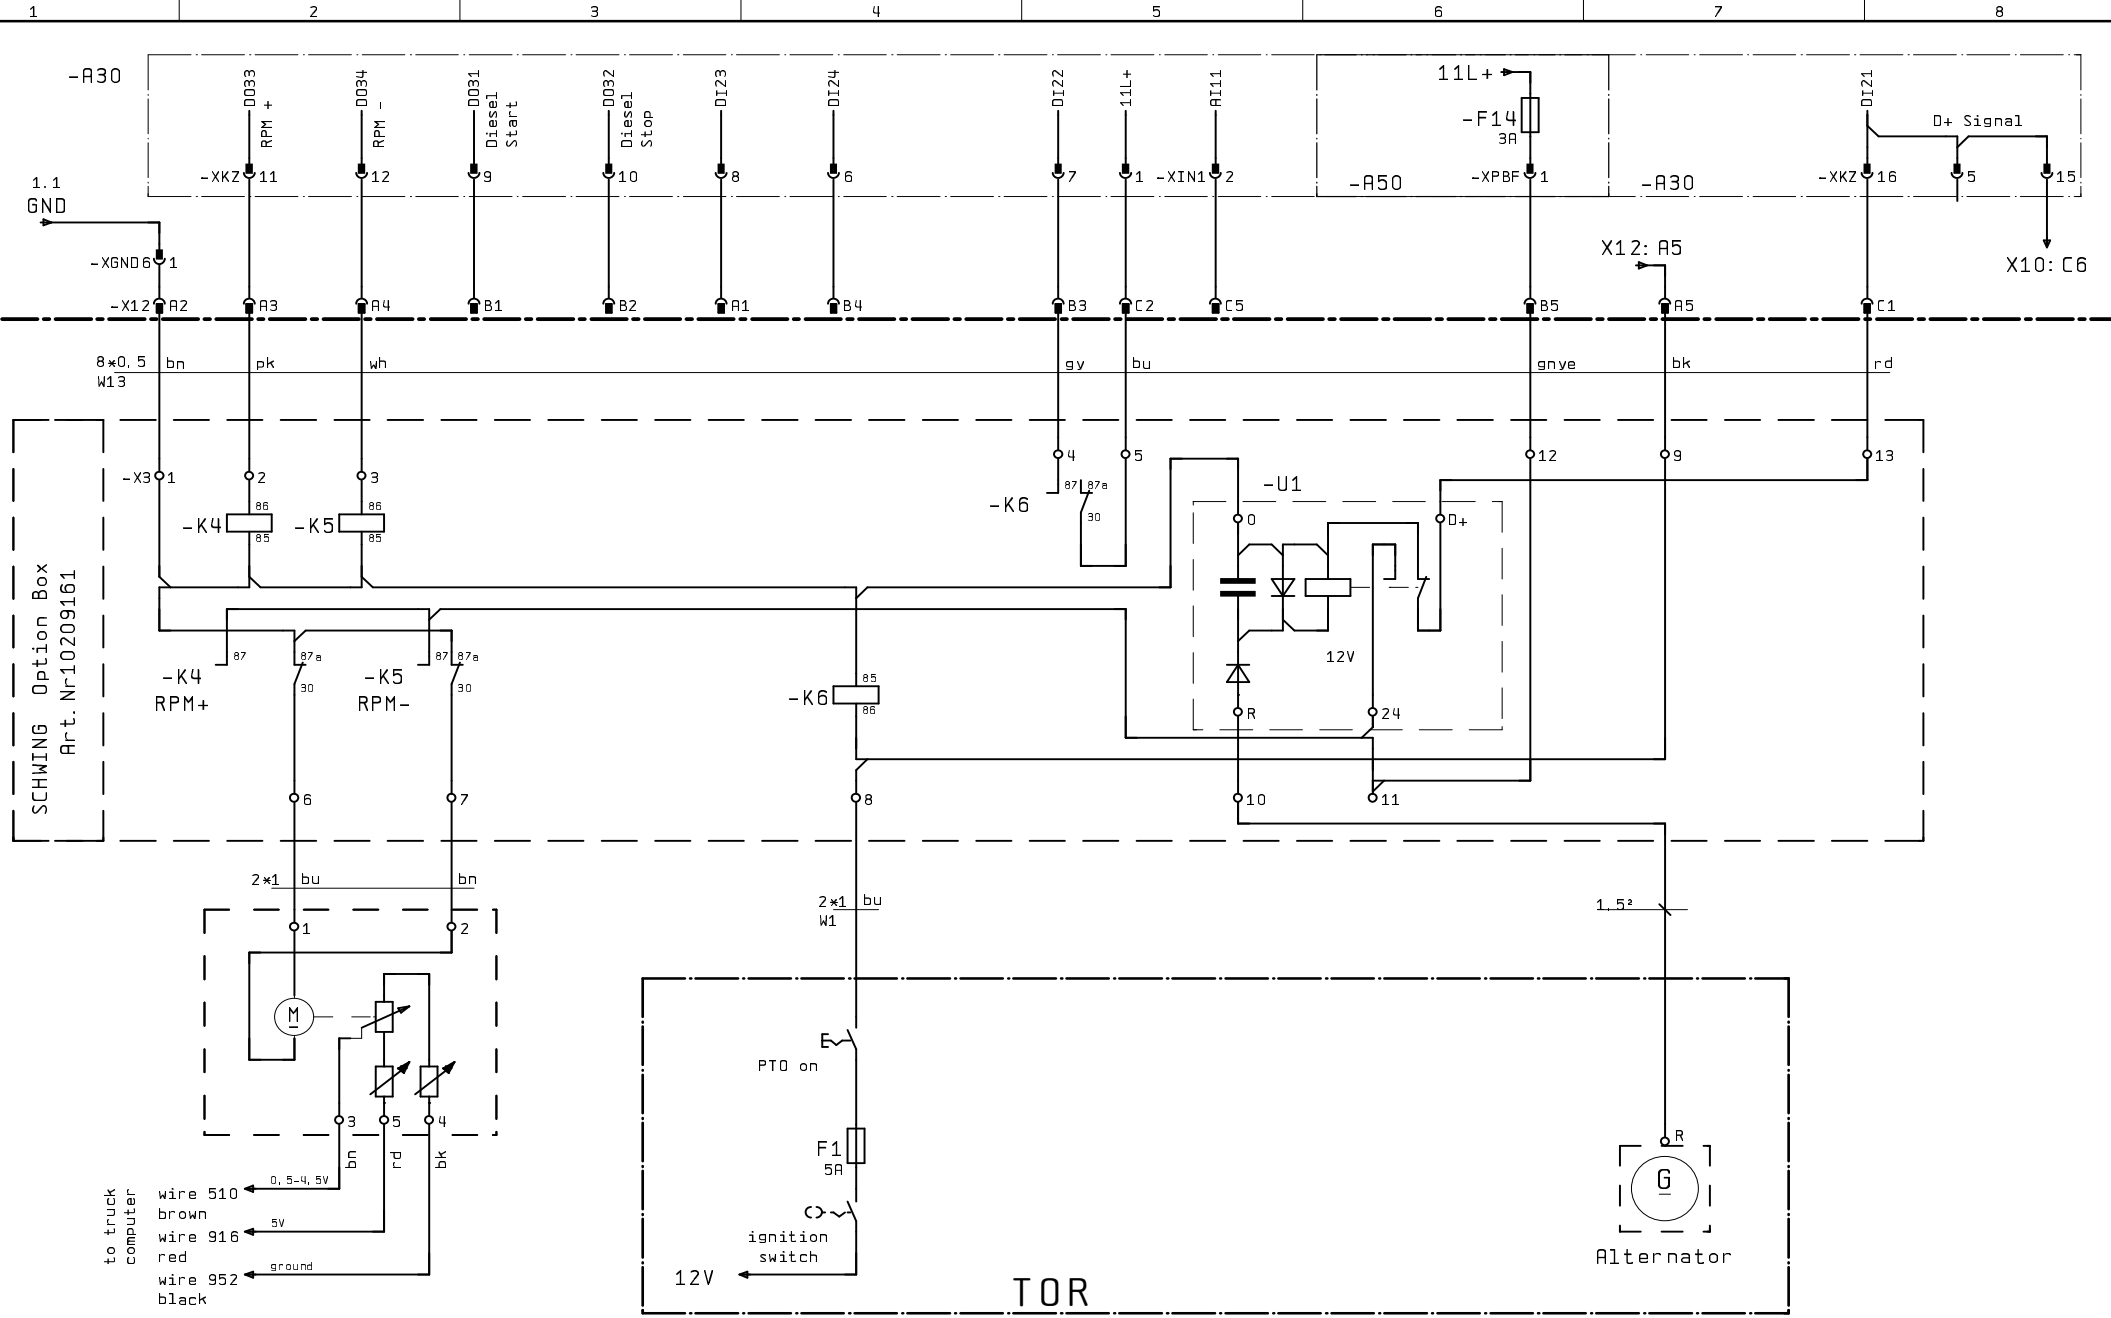 1 2 3 4 5 6 7 8
-A30
DO33
RPM +
DO34
RPM -
DO31
Diesel
Start
DO32
Diesel
Stop
DI23
DI24
DI22
11L+
AI11
11L+
-F14
3A
DI21
D+ Signal
-XKZ 11 12 9 10 8 6 7 1 -XIN1 2
-A50
-XPBF 1
-A30
-XKZ 16 5 15
1.1
GND
X12: A5
X10: C6
-XGND6 1
-X12 A2 A3 A4 B1 B2 A1 B4 B3 C2 C5 B5 A5 C1
8*0,5 bn pk wh gy bu gnye bk rd
W13
4 5 12 9 13
-X3 1 2 3
86 86
-K4 -K5
85 85
-K6
87 87a
30
-U1
O D+
12V
R 24
SCHWING Option Box
Art.Nr10209161
87 87a
30
-K4
RPM+
87 87a
30
-K5
RPM-
85
-K6
86
6 7 8 10 11
2*1 bu bn
2*1 bu
W1
1,5²
1 2
M
3 5 4
bn rd bk
to truck
computer
wire 510
brown
0,5-4,5V
wire 916
red
5V
wire 952
black
ground
PTO on
F1
5A
ignition
switch
12V
TOR
R
G
Alternator